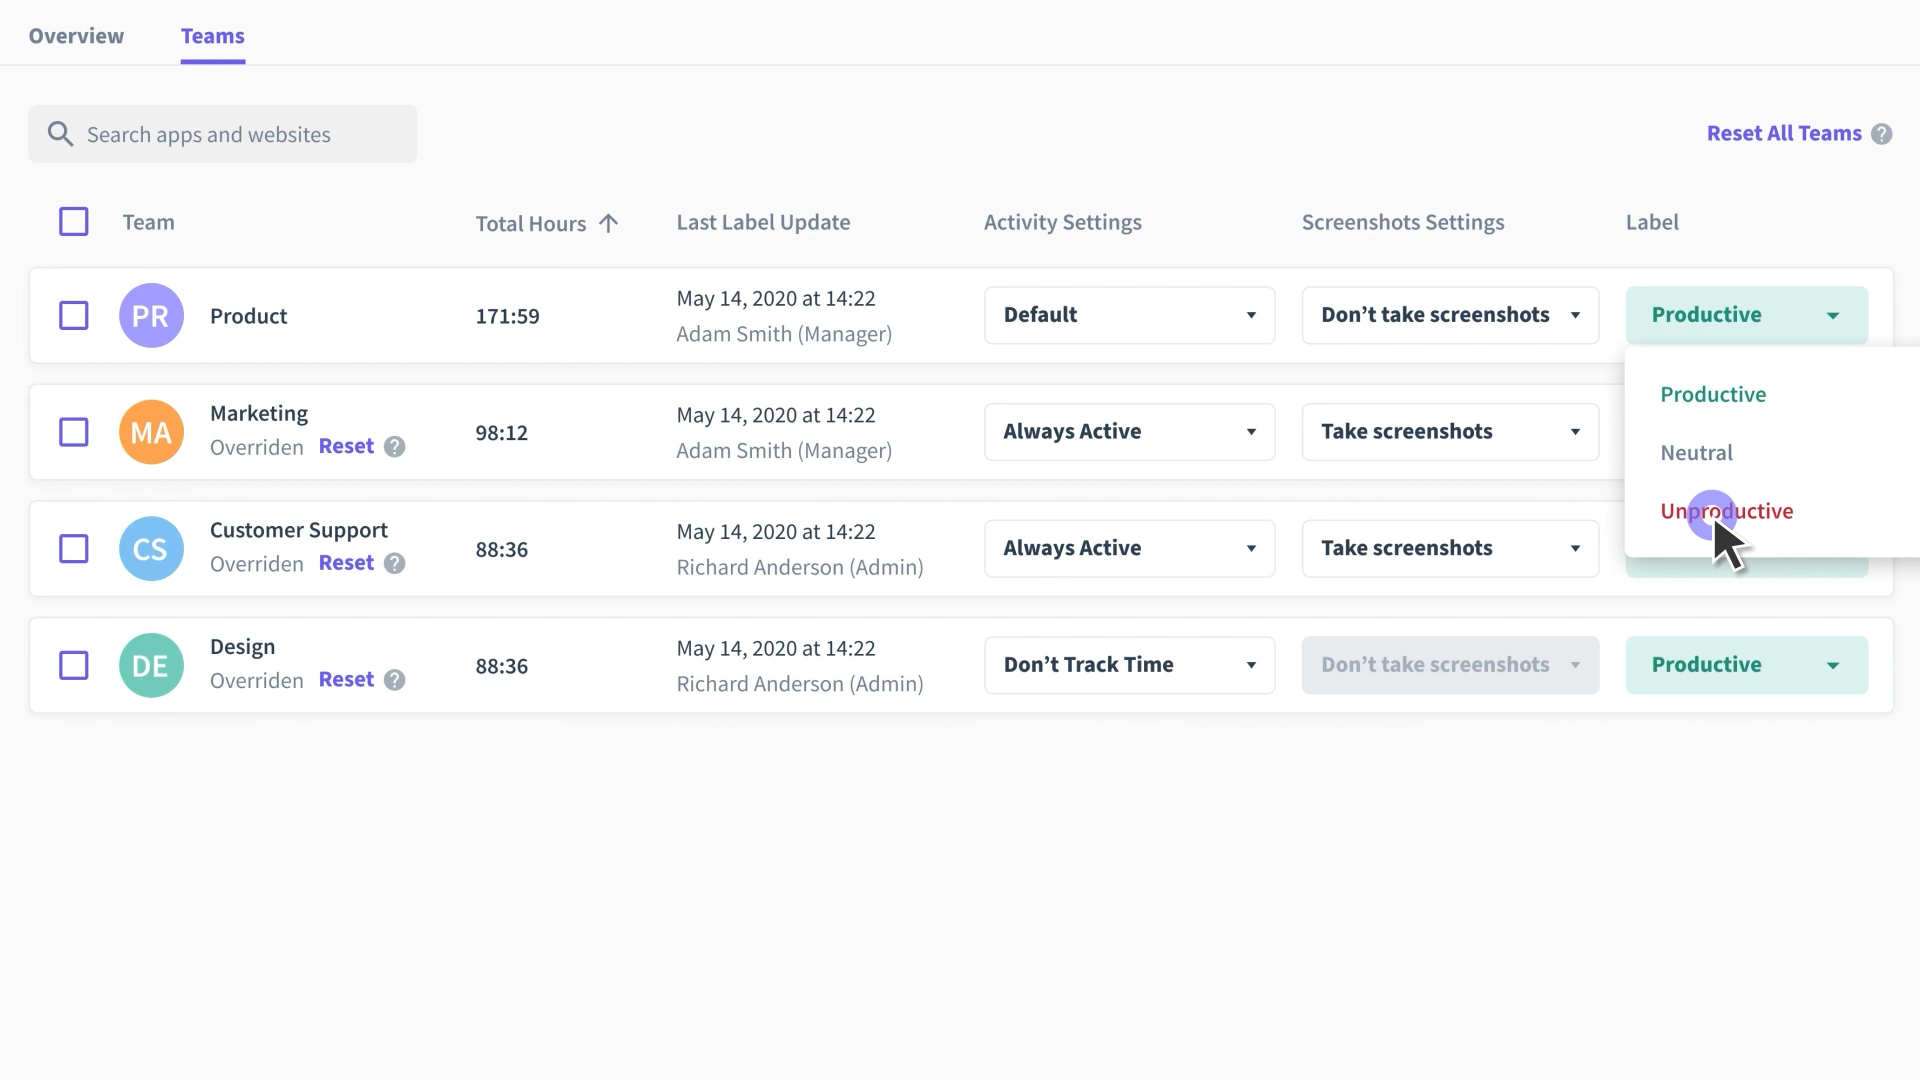 Overview Teams
Search apps and websites Reset All Teams ?
Team Total Hours Last Label Update Activity Settings Screenshots Settings Label
PR Product 171:59 May 14, 2020 at 14:22 Default Don’t take screenshots Productive
Adam Smith (Manager)
Productive
Marketing May 14, 2020 at 14:22
MA 98:12 Always Active Take screenshots
Overriden Reset ? Adam Smith (Manager) Neutral
Unproductive
Customer Support May 14, 2020 at 14:22
CS 88:36 Always Active Take screenshots
Overriden Reset ? Richard Anderson (Admin)
Design May 14, 2020 at 14:22
DE 88:36 Don’t Track Time Don’t take screenshots Productive
Overriden Reset ? Richard Anderson (Admin)